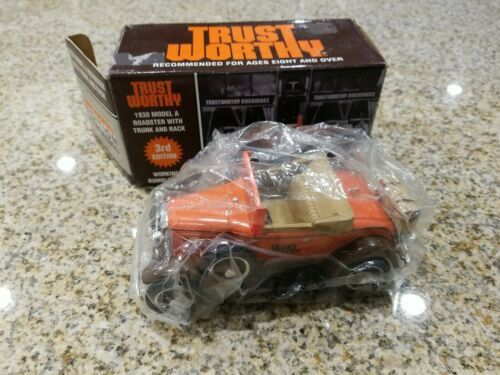 TRUST
WORTHY
RECOMMENDED FOR AGES EIGHT AND OVER
TRUST
WORTHY
1930 MODEL A
ROADSTER WITH
TRUNK AND RACK
3rd
EDITION
WORKING
TRUSTWORTHY HARDWARE
TRUSTWORTHY HARDWARE